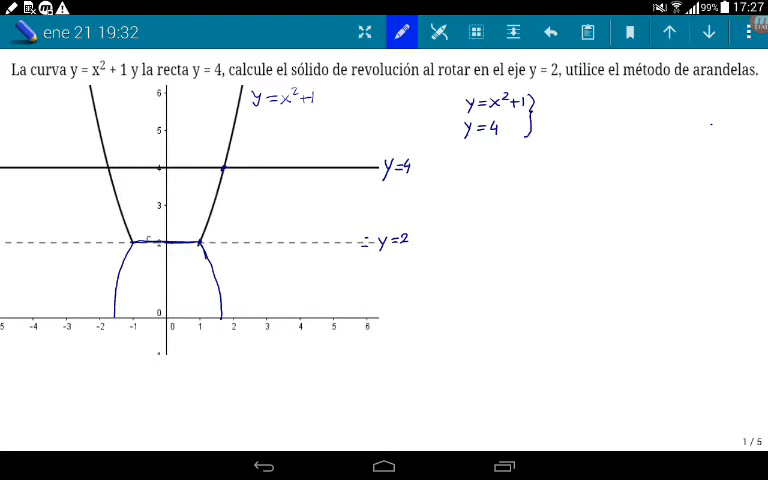 99% 17:27
ene 21 19:32
La curva y = x² + 1 y la recta y = 4, calcule el sólido de revolución al rotar en el eje y = 2, utilice el método de arandelas.
y = x² + 1
y = x² + 1
y = 4
y = 4
y = 2
6
5
4
3
2
0
-5 -4 -3 -2 -1 0 1 2 3 4 5 6
1 / 5